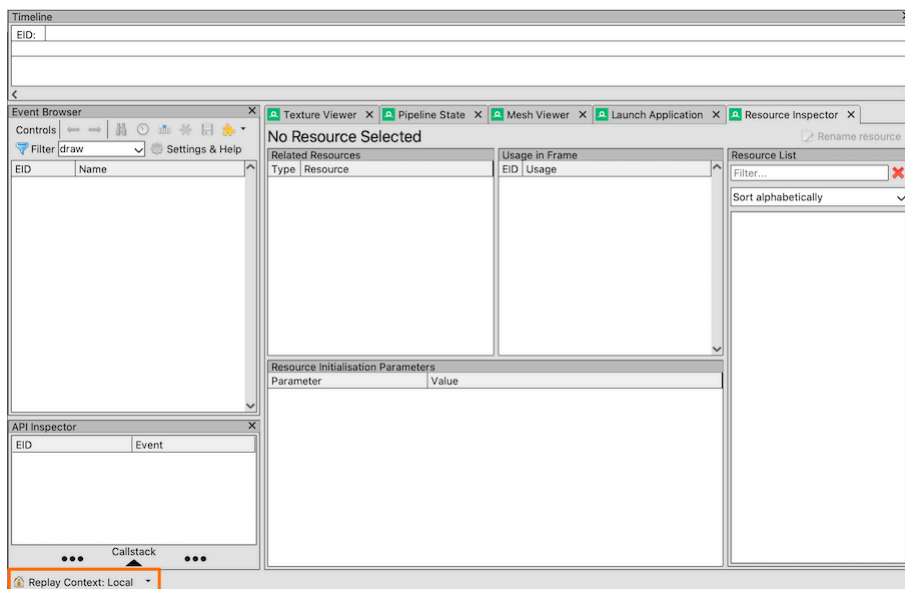 Timeline
EID:
Event Browser
Controls
Filter draw Settings & Help
EID Name
Texture Viewer Pipeline State Mesh Viewer Launch Application Resource Inspector
No Resource Selected Rename resource
Related Resources
Type Resource
Usage in Frame
EID Usage
Resource List
Filter...
Sort alphabetically
Resource Initialisation Parameters
Parameter Value
API Inspector
EID Event
Callstack
Replay Context: Local